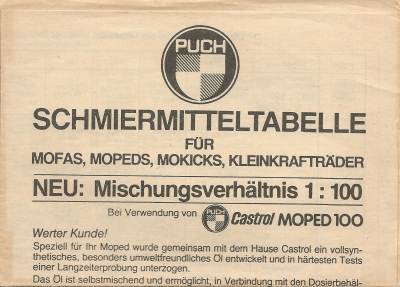 PUCH
SCHMIERMITTELTABELLE
FÜR
MOFAS, MOPEDS, MOKICKS, KLEINKRAFTRÄDER
NEU: Mischungsverhältnis 1 : 100
Bei Verwendung von PUCH Castrol MOPED 100
Werter Kunde!
Speziell für Ihr Moped wurde gemeinsam mit dem Hause Castrol ein vollsyn-
thetisches, besonders umweltfreundliches Öl entwickelt und in härtesten Tests
einer Langzeiterprobung unterzogen.
Das Öl ist selbstmischend und ermöglicht, in Verbindung mit den Dosierbehäl-